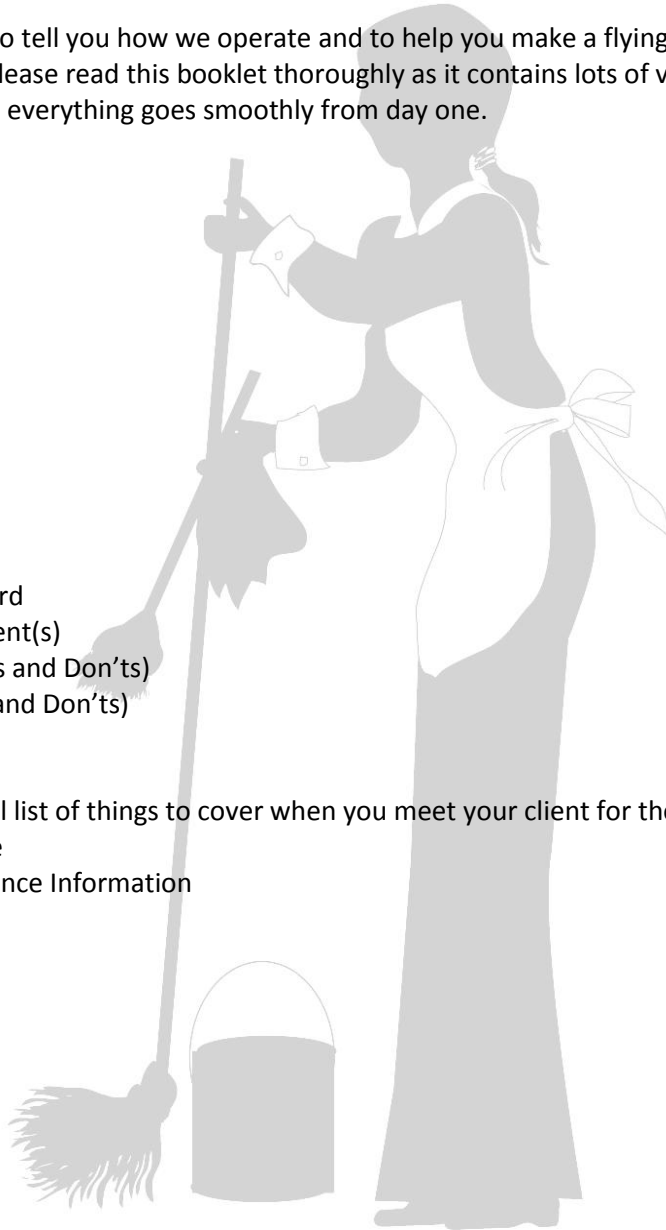 o tell you how we operate and to help you make a flying
lease read this booklet thoroughly as it contains lots of v
everything goes smoothly from day one.
rd
ent(s)
s and Don'ts)
and Don'ts)
l list of things to cover when you meet your client for the
e
nce Information